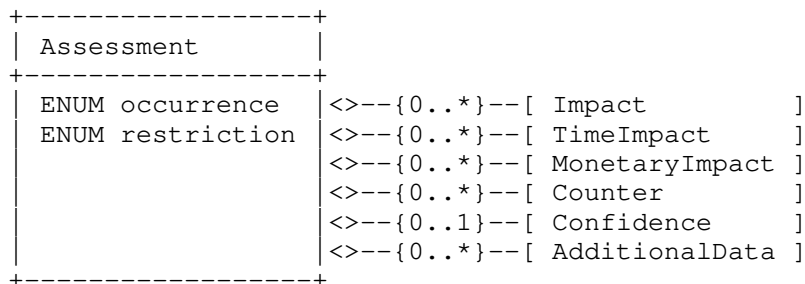 +------------------+
| Assessment       |
+------------------+
| ENUM occurrence  |<>--{0..*}--[ Impact         ]
| ENUM restriction |<>--{0..*}--[ TimeImpact     ]
|                  |<>--{0..*}--[ MonetaryImpact ]
|                  |<>--{0..*}--[ Counter        ]
|                  |<>--{0..1}--[ Confidence     ]
|                  |<>--{0..*}--[ AdditionalData ]
+------------------+